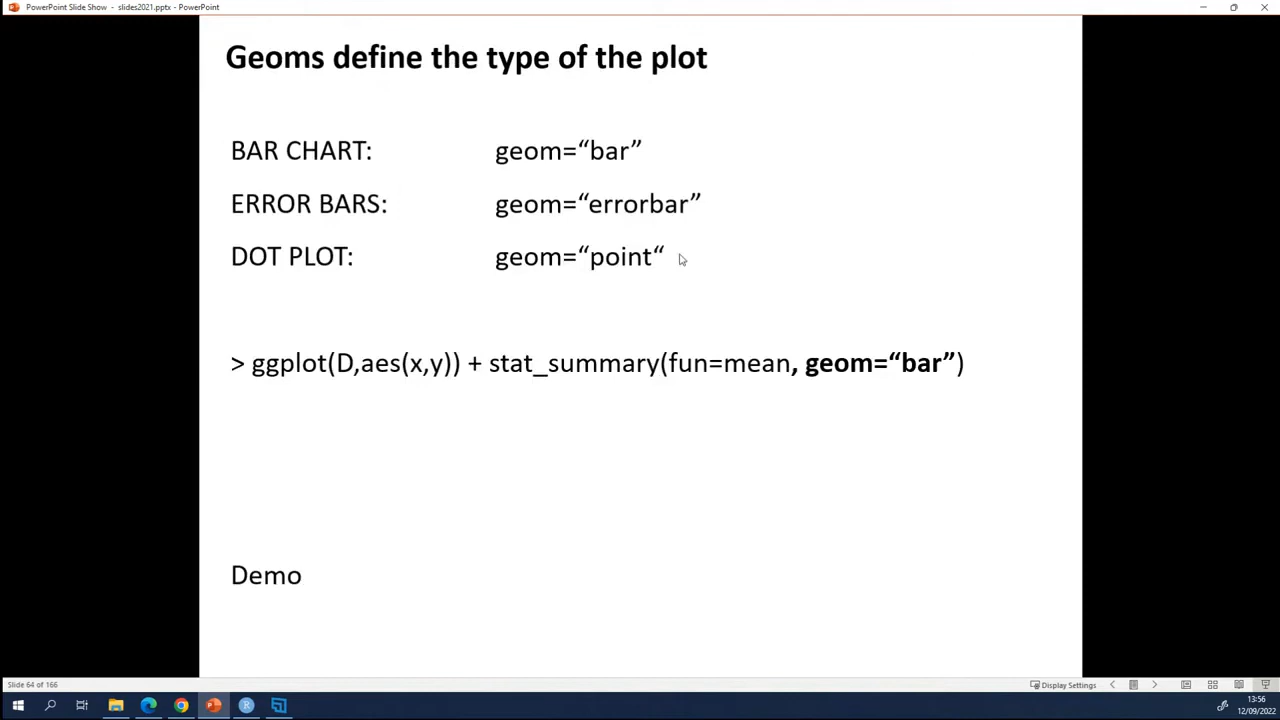 PowerPoint Slide Show - slides2021.pptx - PowerPoint
Geoms define the type of the plot
BAR CHART: geom=“bar”
ERROR BARS: geom=“errorbar”
DOT PLOT: geom=“point“
> ggplot(D,aes(x,y)) + stat_summary(fun=mean, geom=“bar”)
Demo
Slide 64 of 166
Display Settings
13:56
12/09/2022